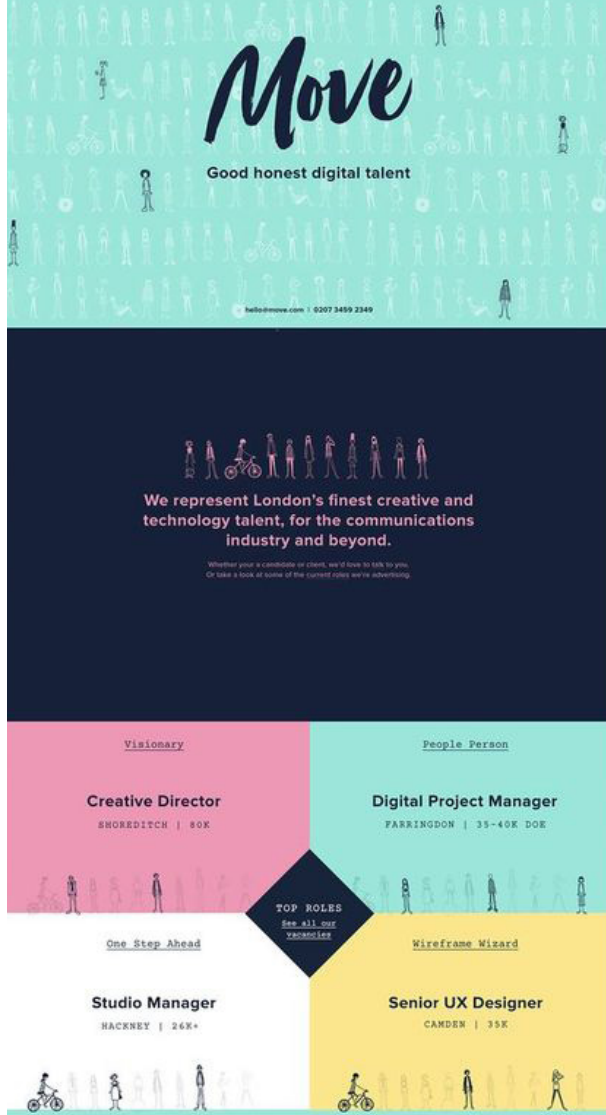 Move
Good honest digital talent
hello@move.com | 0207 3459 2349
We represent London's finest creative and
technology talent, for the communications
industry and beyond.
Whether your a candidate or client, we'd love to talk to you.
Or take a look at some of the current roles we're advertising.
Visionary
Creative Director
SHOREDITCH | 80K
People Person
Digital Project Manager
FARRINGDON | 35-40K DOE
TOP ROLES
See all our
vacancies
One Step Ahead
Studio Manager
HACKNEY | 26K+
Wireframe Wizard
Senior UX Designer
CAMDEN | 35K